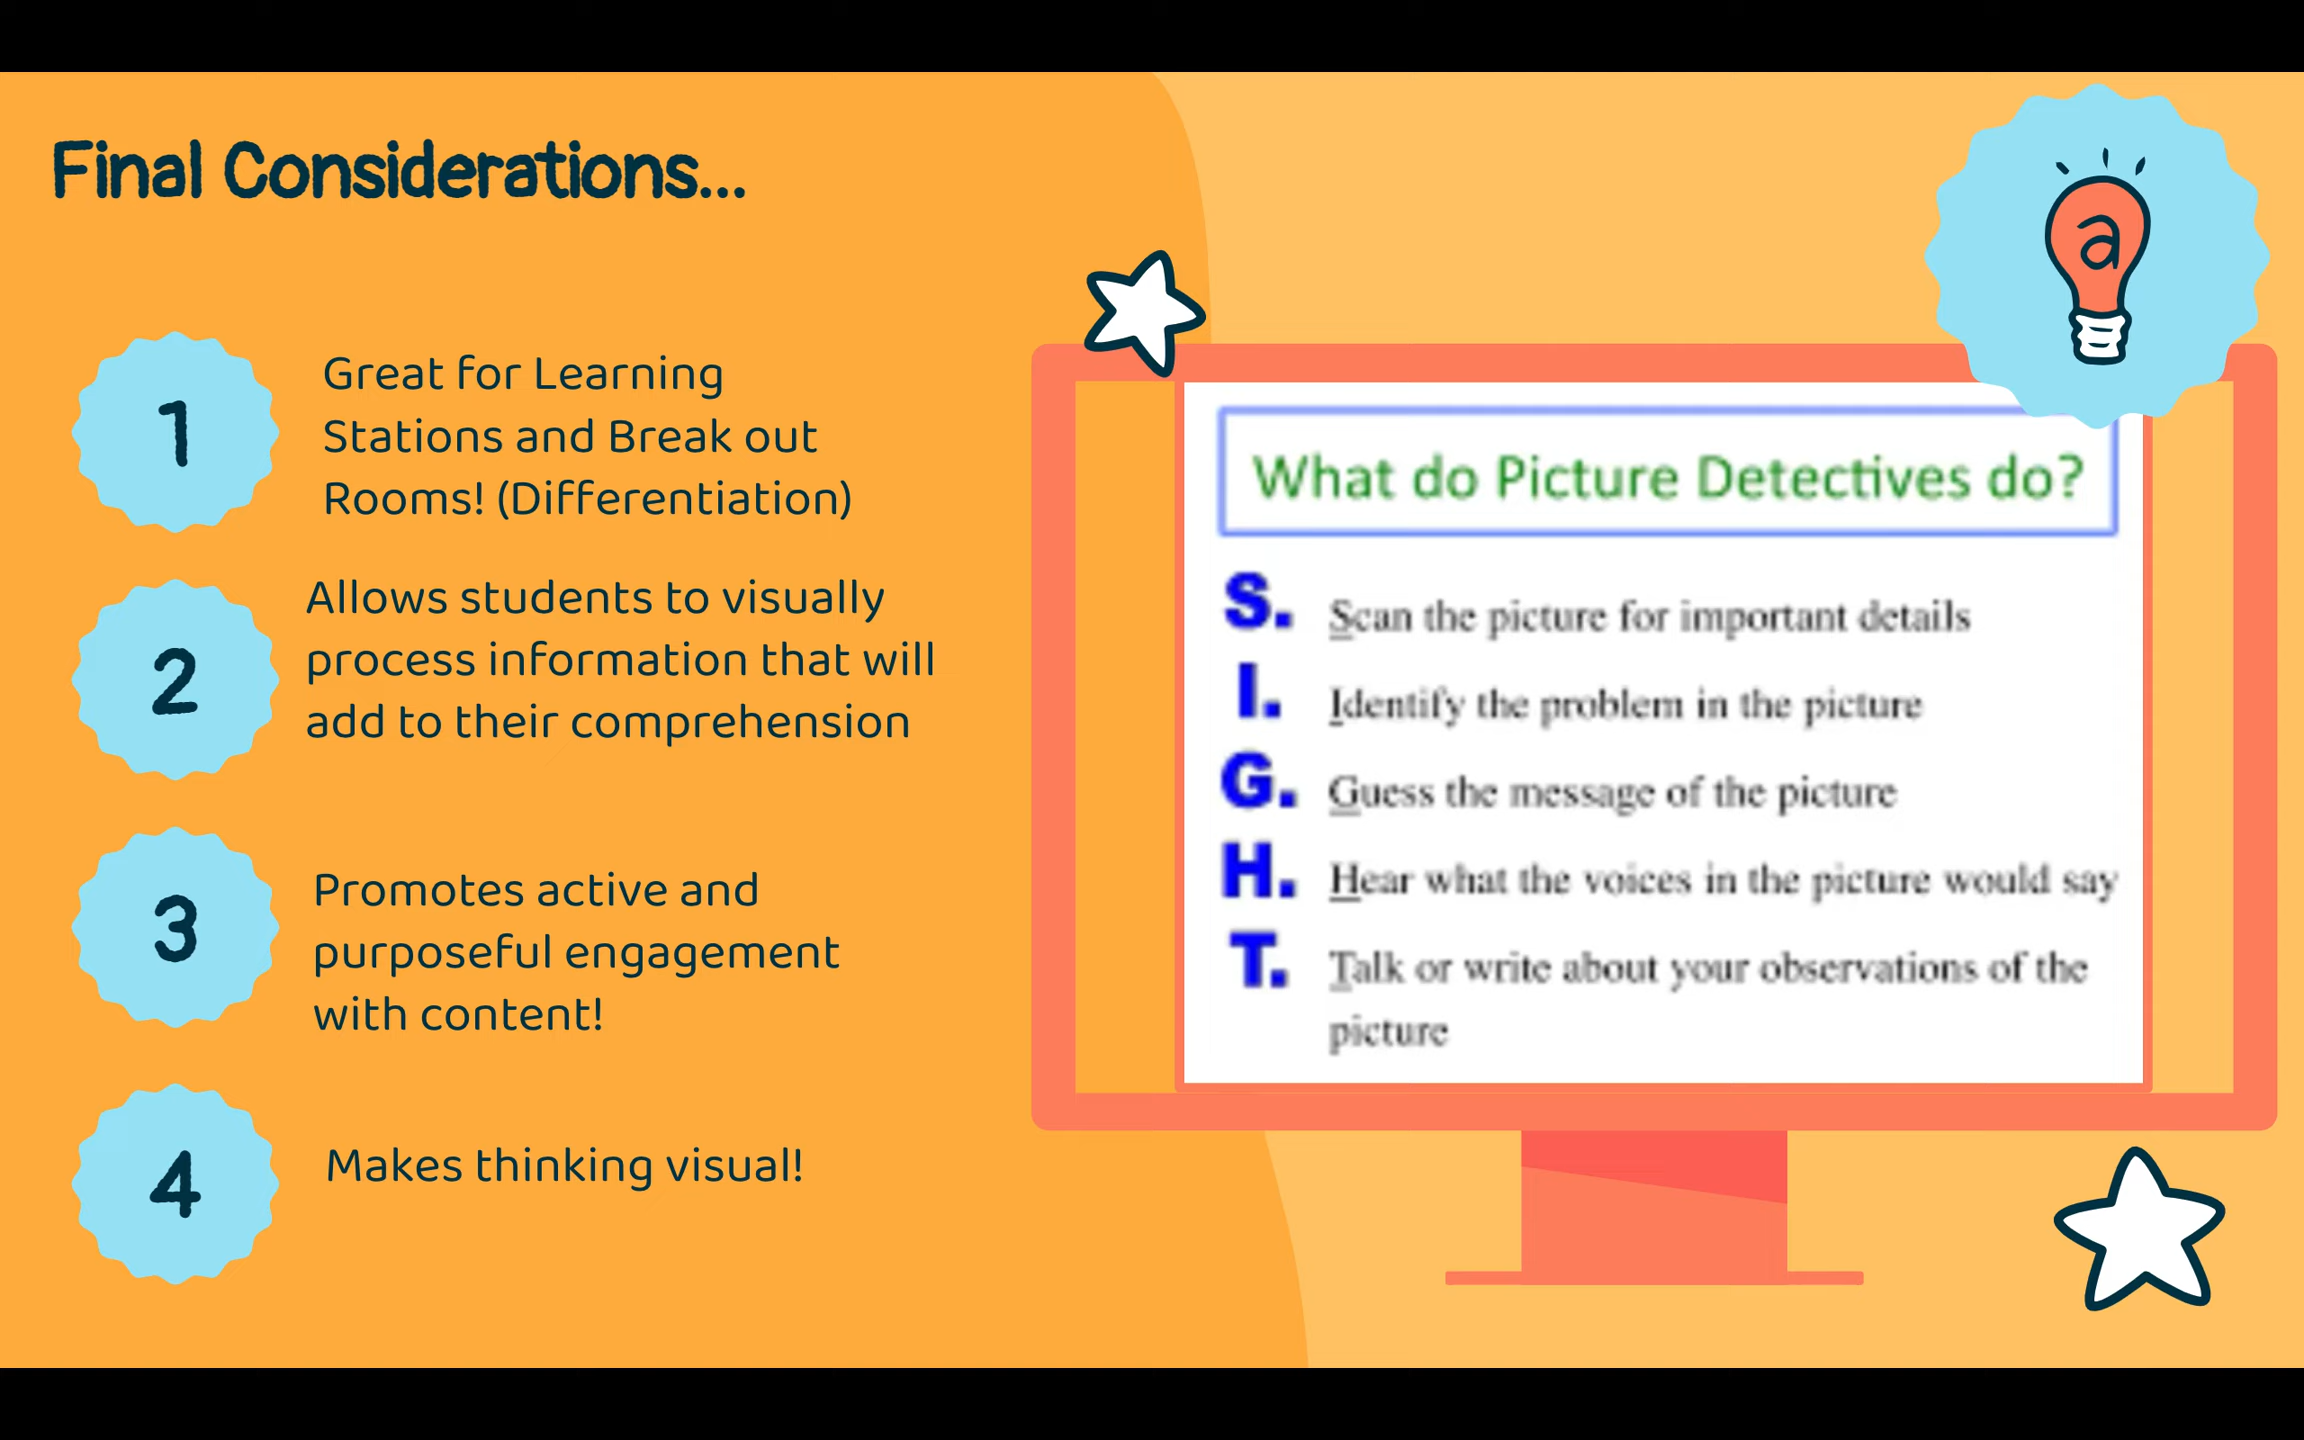 Final Considerations...
1
Great for Learning
Stations and Break out
Rooms! (Differentiation)
2
Allows students to visually
process information that will
add to their comprehension
3
Promotes active and
purposeful engagement
with content!
4
Makes thinking visual!
a
What do Picture Detectives do?
S. Scan the picture for important details
I. Identify the problem in the picture
G. Guess the message of the picture
H. Hear what the voices in the picture would say
T. Talk or write about your observations of the
picture